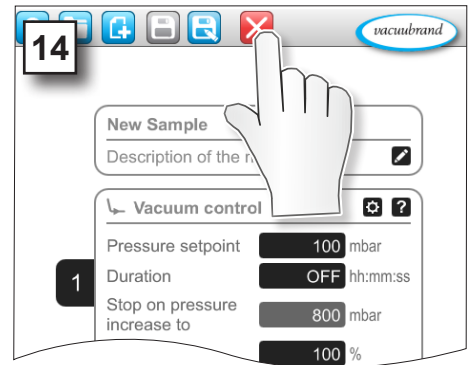 14
vacuubrand
New Sample
Description of the
Vacuum control
?
Pressure setpoint 100 mbar
1
Duration OFF hh:mm:ss
Stop on pressure
increase to
800 mbar
100 %